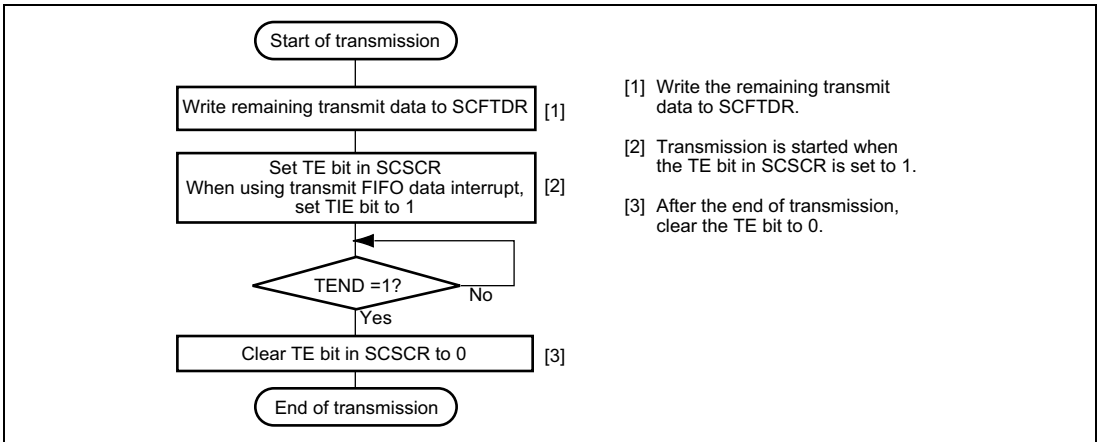 Start of transmission
Write remaining transmit data to SCFTDR
[1]
Set TE bit in SCSCR
When using transmit FIFO data interrupt,
set TIE bit to 1
[2]
TEND =1?
No
Yes
Clear TE bit in SCSCR to 0
[3]
End of transmission
[1] Write the remaining transmit
data to SCFTDR.
[2] Transmission is started when
the TE bit in SCSCR is set to 1.
[3] After the end of transmission,
clear the TE bit to 0.